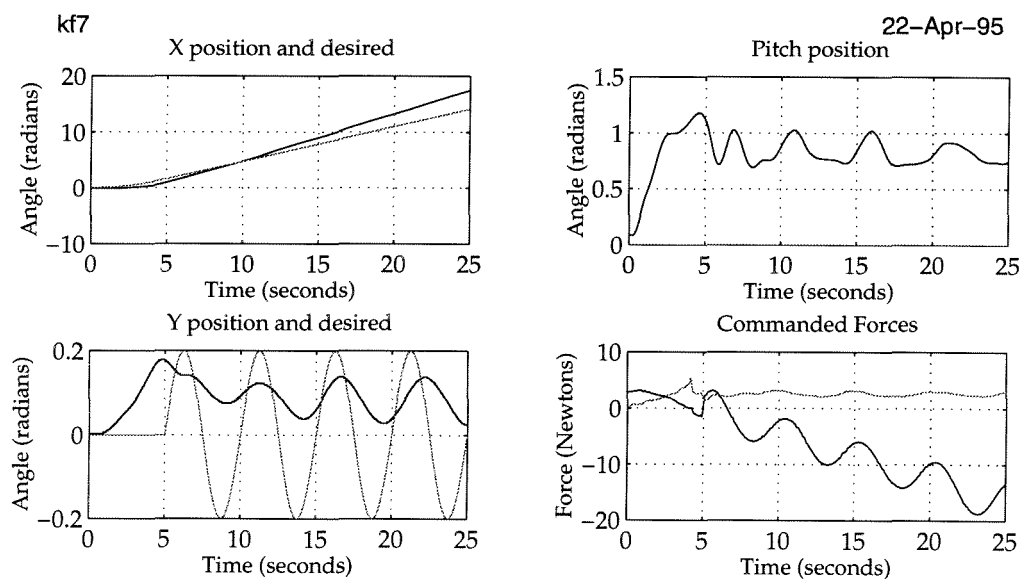 kf7
22-Apr-95
X position and desired
Angle (radians)
20
10
0
-10
0 5 10 15 20 25
Time (seconds)
Pitch position
Angle (radians)
1.5
1
0.5
0
0 5 10 15 20 25
Time (seconds)
Y position and desired
Angle (radians)
0.2
0
-0.2
0 5 10 15 20 25
Time (seconds)
Commanded Forces
Force (Newtons)
10
0
-10
-20
0 5 10 15 20 25
Time (seconds)